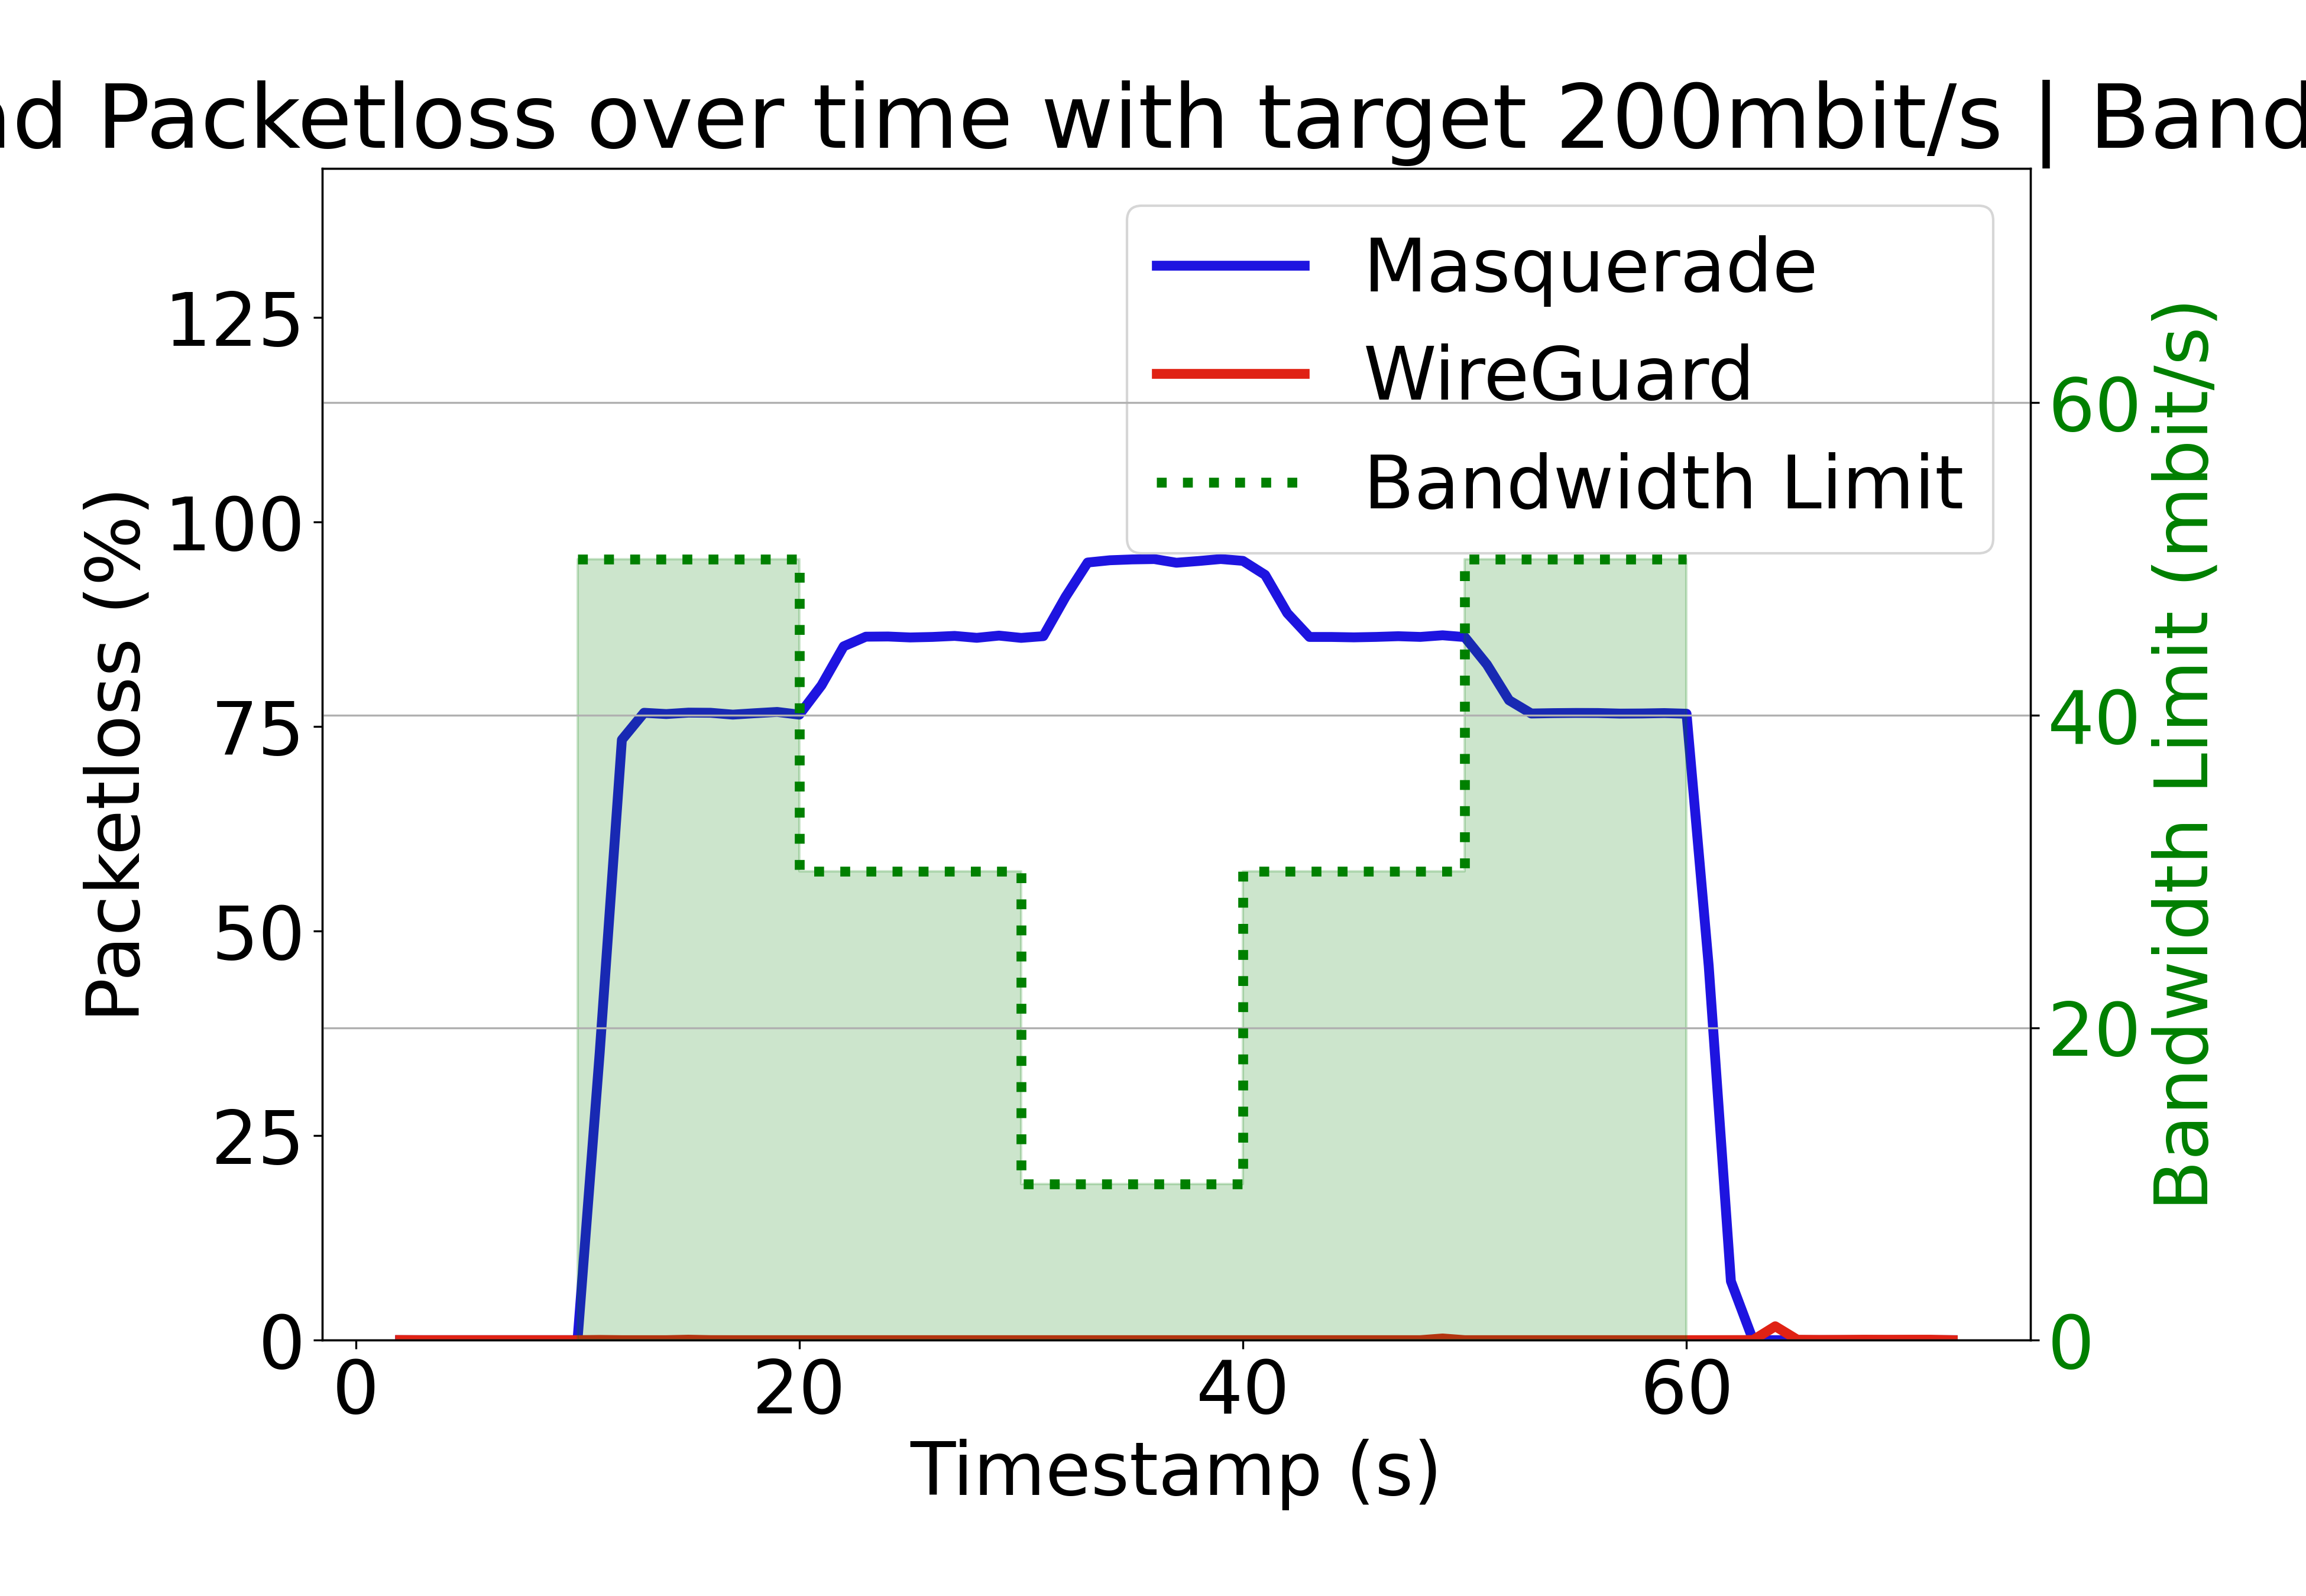 Packetloss over time with target 200mbit/s |
Masquerade
WireGuard
Bandwidth Limit
Packetloss (%)
125
100
75
50
25
0
60
40
20
0
Bandwidth Limit (mbit/s)
0 20 40 60
Timestamp (s)